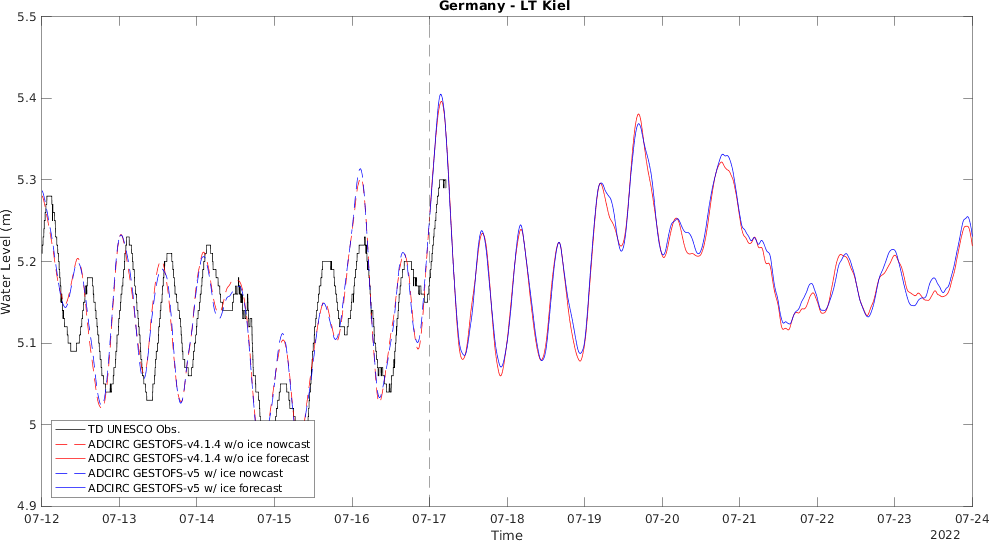 Germany - LT Kiel
5.5
5.4
5.3
5.2
5.1
5
4.9
Water Level (m)
TD UNESCO Obs.
ADCIRC GESTOFS-v4.1.4 w/o ice nowcast
ADCIRC GESTOFS-v4.1.4 w/o ice forecast
ADCIRC GESTOFS-v5 w/ ice nowcast
ADCIRC GESTOFS-v5 w/ ice forecast
07-12 07-13 07-14 07-15 07-16 07-17 07-18 07-19 07-20 07-21 07-22 07-23 07-24
Time
2022